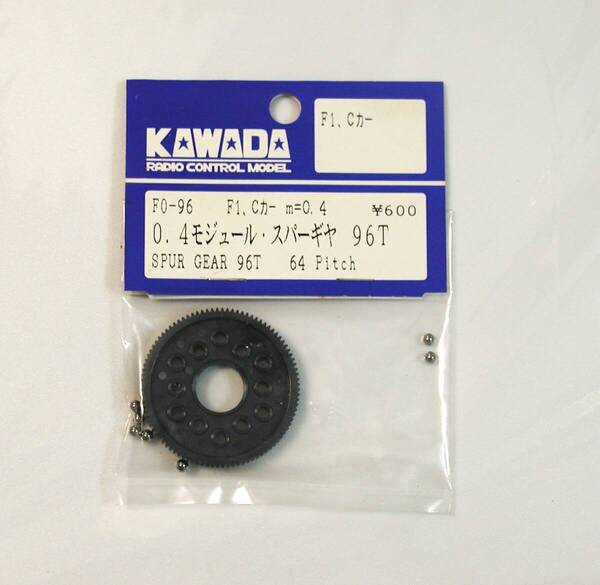 F1、Cカー
KAWADA
RADIO CONTROL MODEL
FO-96 F1、Cカー m=0.4 ¥600
0.4モジュール・スパーギヤ 96T
SPUR GEAR 96T 64 Pitch